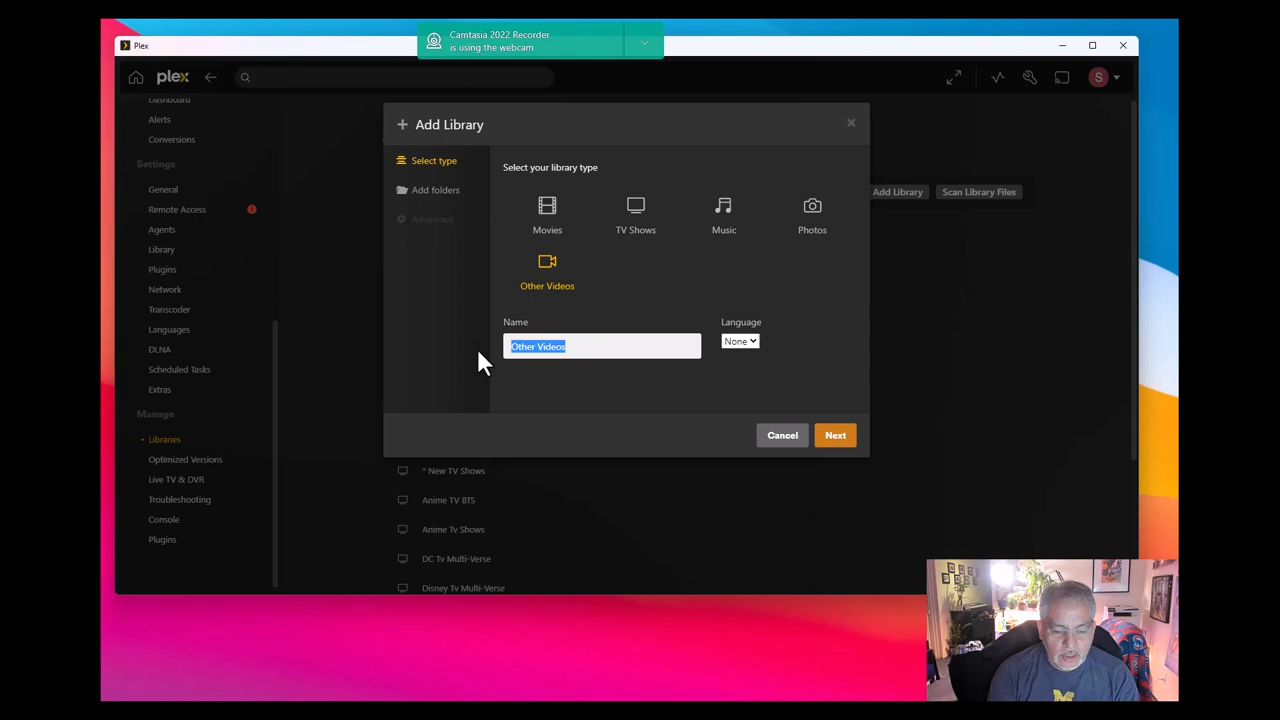 Camtasia 2022 Recorder
is using the webcam
Plex
plex
S
Dashboard
Alerts
Conversions
Settings
General
Remote Access
Agents
Library
Plugins
Network
Transcoder
Languages
DLNA
Scheduled Tasks
Extras
Manage
Libraries
Optimized Versions
Live TV & DVR
Troubleshooting
Console
Plugins
Add Library
Select type
Add folders
Advanced
Select your library type
Movies
TV Shows
Music
Photos
Other Videos
Name
Language
Other Videos
None
Cancel
Next
Add Library
Scan Library Files
* New TV Shows
Anime TV BTS
Anime Tv Shows
DC Tv Multi-Verse
Disney Tv Multi-Verse
M